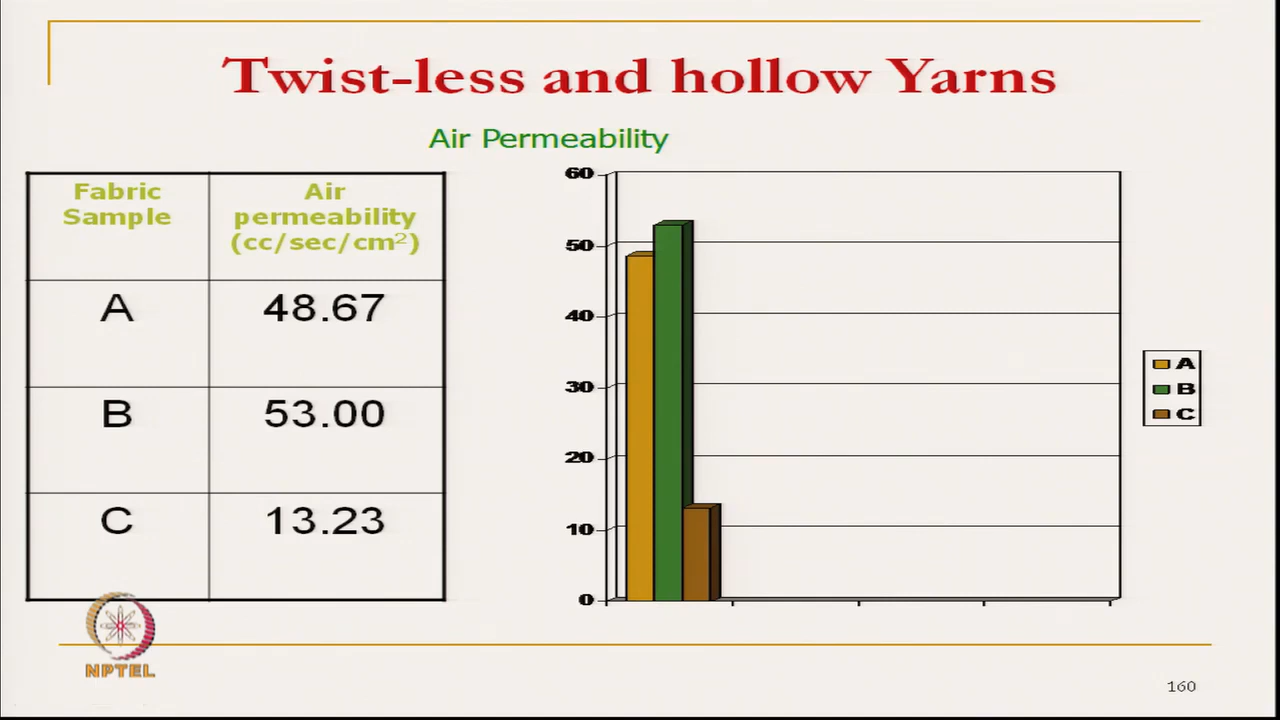 Twist-less and hollow Yarns
Air Permeability
Fabric
Sample
Air
permeability
(cc/sec/cm²)
A
48.67
B
53.00
C
13.23
60
50
40
30
20
10
0
A
B
C
NPTEL
160